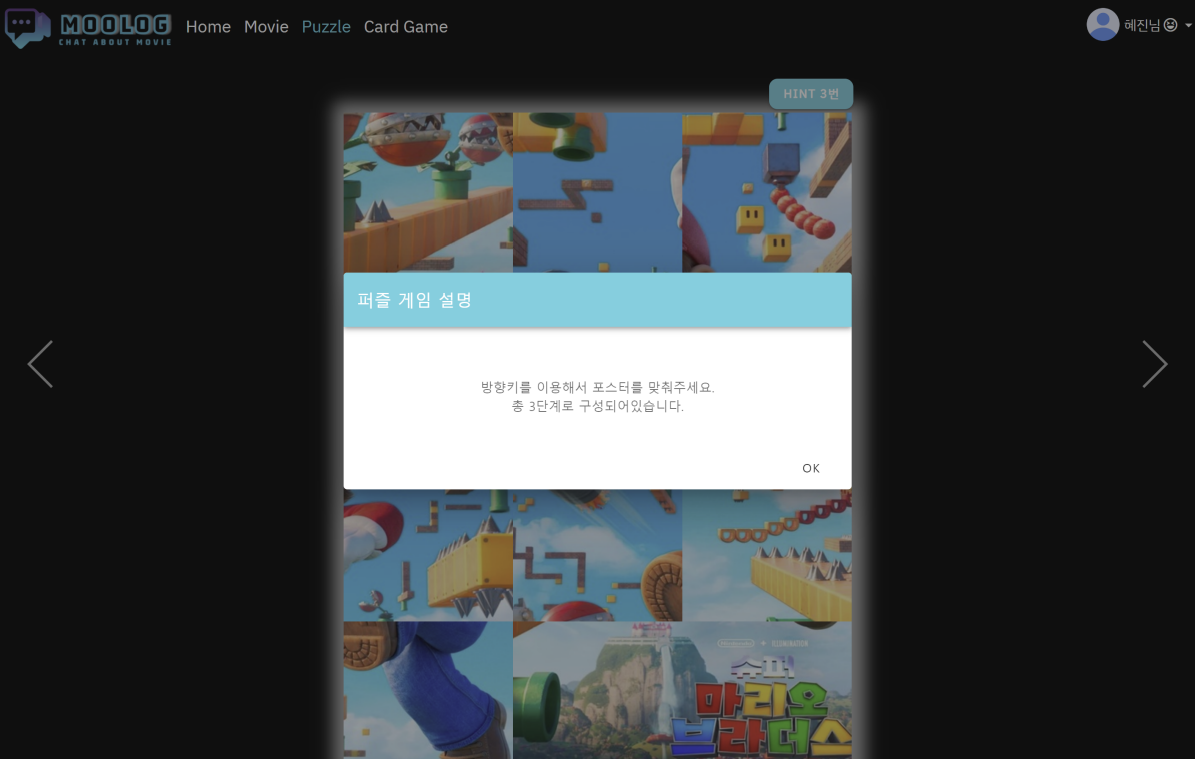 MOOLOG
CHAT ABOUT MOVIE
Home Movie Puzzle Card Game
혜진님
HINT 3번
퍼즐 게임 설명
방향키를 이용해서 포스터를 맞춰주세요.
총 3단계로 구성되어있습니다.
OK
Nintendo + ILLUMINATION
슈퍼
마리오
브라더스